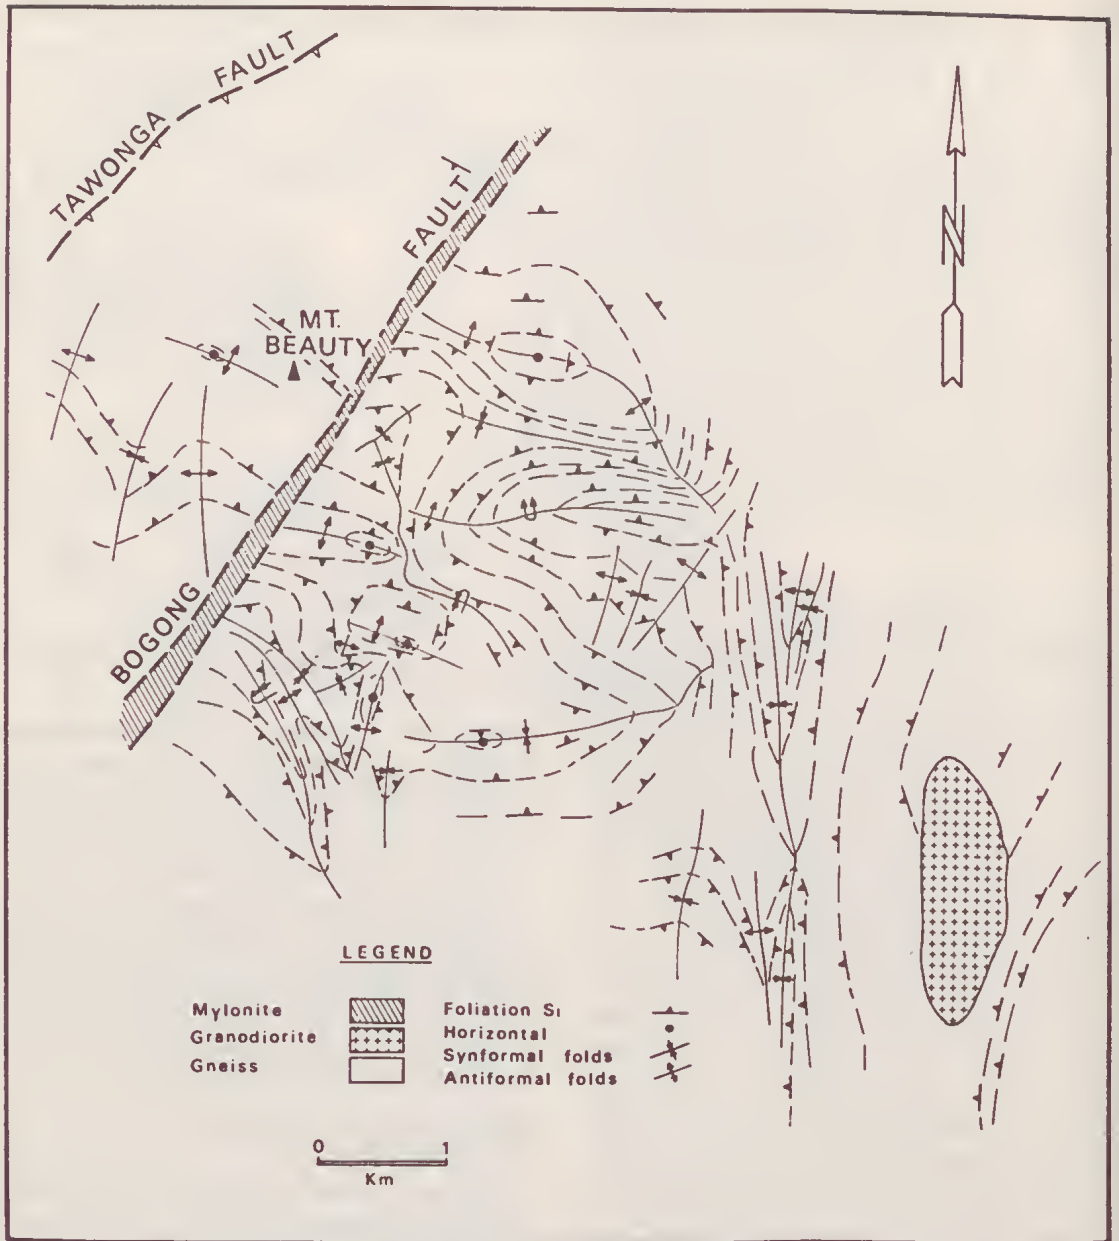 TAWONGA FAULT
BOGONG FAULT
MT.
BEAUTY
N
LEGEND
Mylonite
Granodiorite
Gneiss
Foliation S1
Horizontal
Synformal folds
Antiformal folds
0 1
Km